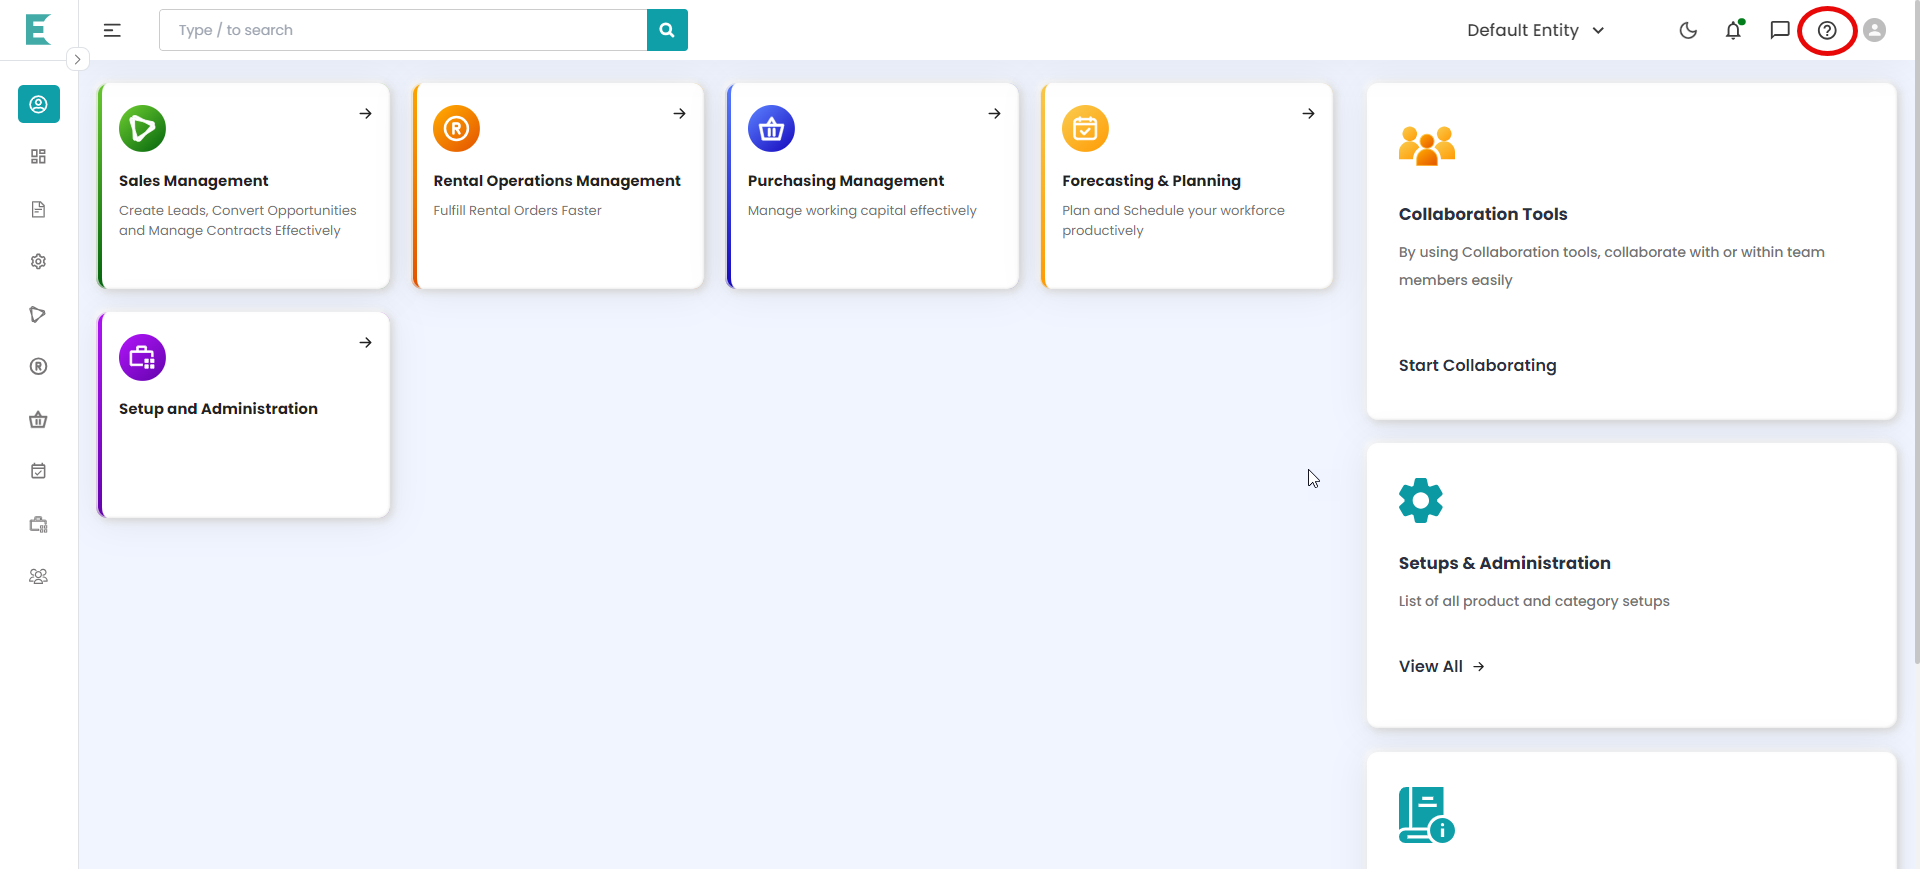 Type / to search
Default Entity
Sales Management
Create Leads, Convert Opportunities
and Manage Contracts Effectively
Rental Operations Management
Fulfill Rental Orders Faster
Purchasing Management
Manage working capital effectively
Forecasting & Planning
Plan and Schedule your workforce
productively
Setup and Administration
Collaboration Tools
By using Collaboration tools, collaborate with or within team
members easily
Start Collaborating
Setups & Administration
List of all product and category setups
View All